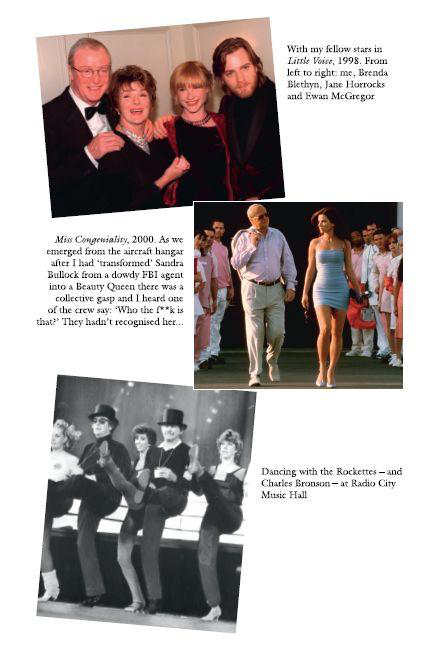 With my fellow stars in
Little Voice, 1998. From
left to right: me, Brenda
Blethyn, Jane Horrocks
and Ewan McGregor
Miss Congeniality, 2000. As we
emerged from the aircraft hangar
after I had ‘transformed’ Sandra
Bullock from a dowdy FBI agent
into a Beauty Queen there was a
collective gasp and I heard one
of the crew say: ‘Who the f**k is
that?’ They hadn’t recognised her...
Dancing with the Rockettes – and
Charles Bronson – at Radio City
Music Hall